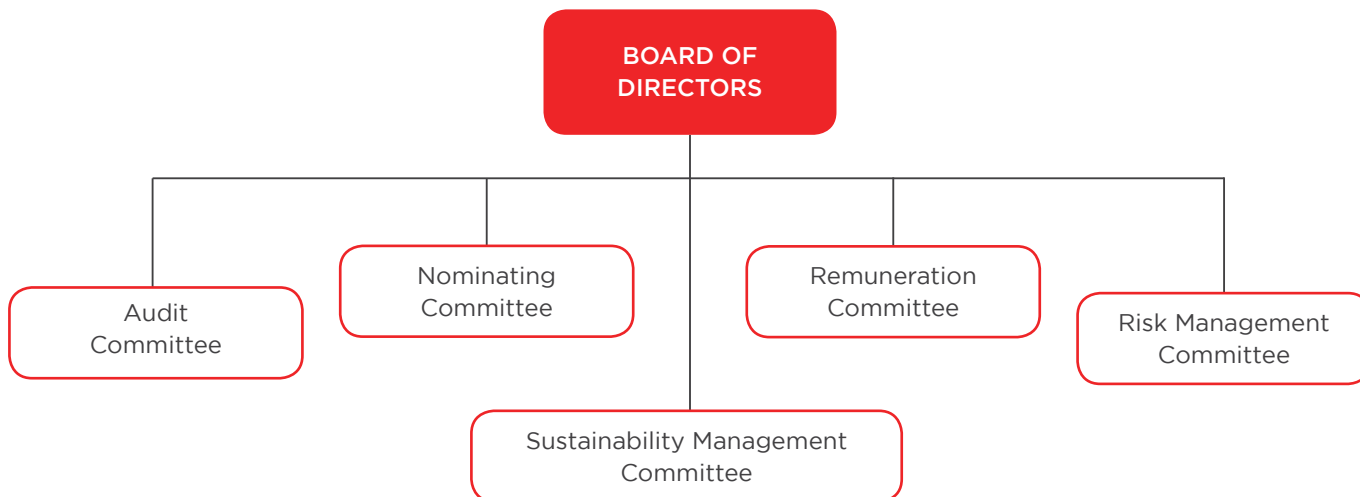 BOARD OF
DIRECTORS
Nominating
Committee
Remuneration
Committee
Audit
Committee
Risk Management
Committee
Sustainability Management
Committee